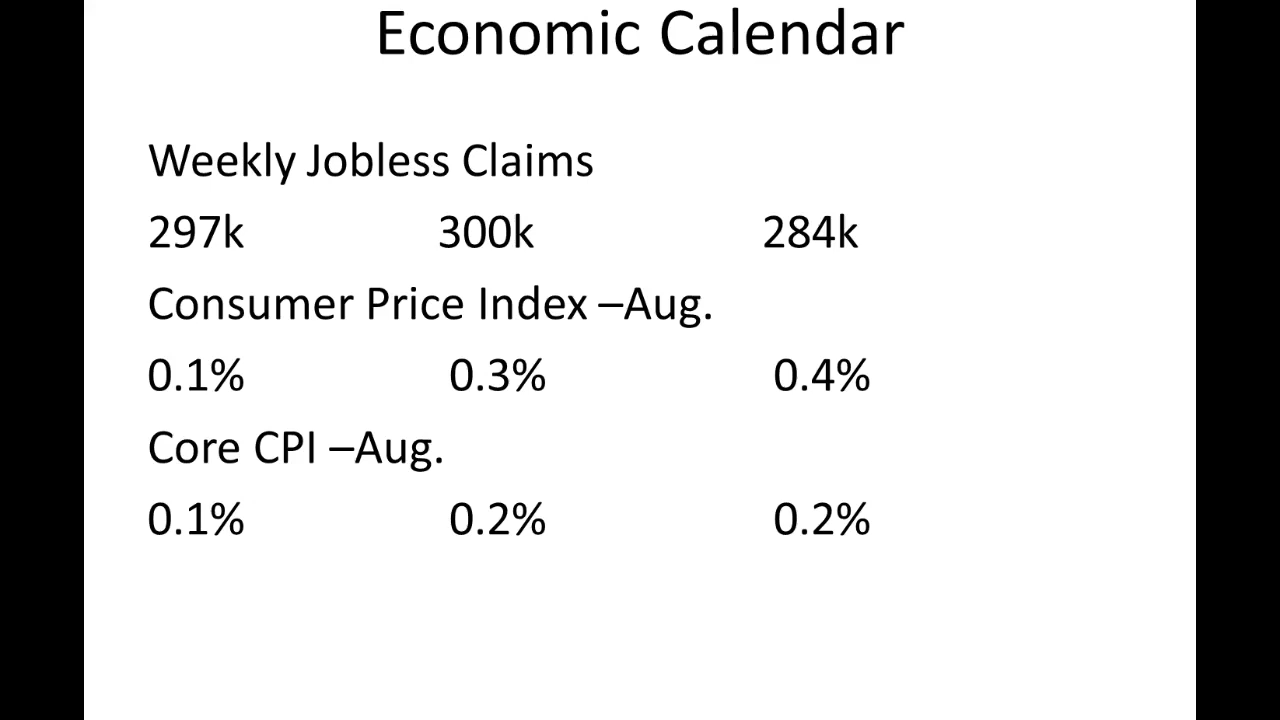 Economic Calendar
Weekly Jobless Claims
297k 300k 284k
Consumer Price Index –Aug.
0.1% 0.3% 0.4%
Core CPI –Aug.
0.1% 0.2% 0.2%